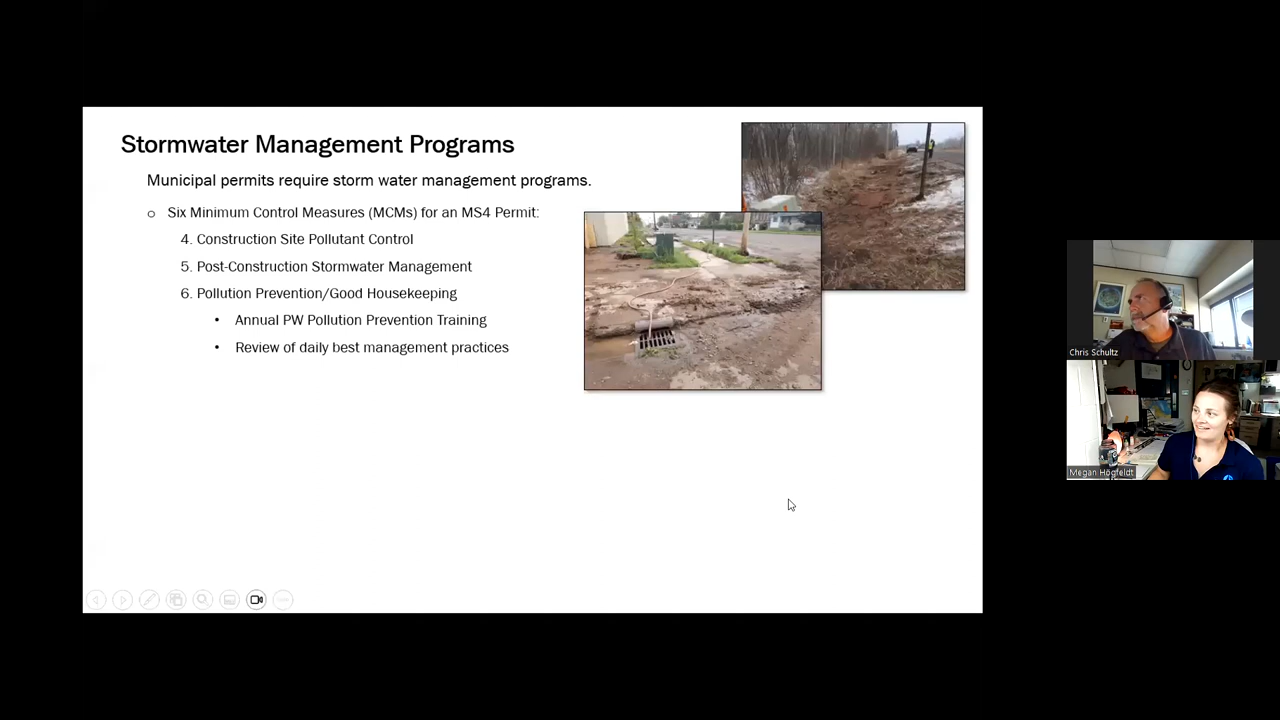 Stormwater Management Programs
Municipal permits require storm water management programs.
o Six Minimum Control Measures (MCMs) for an MS4 Permit:
4. Construction Site Pollutant Control
5. Post-Construction Stormwater Management
6. Pollution Prevention/Good Housekeeping
• Annual PW Pollution Prevention Training
• Review of daily best management practices
Chris Schultz
Megan Högfeldt